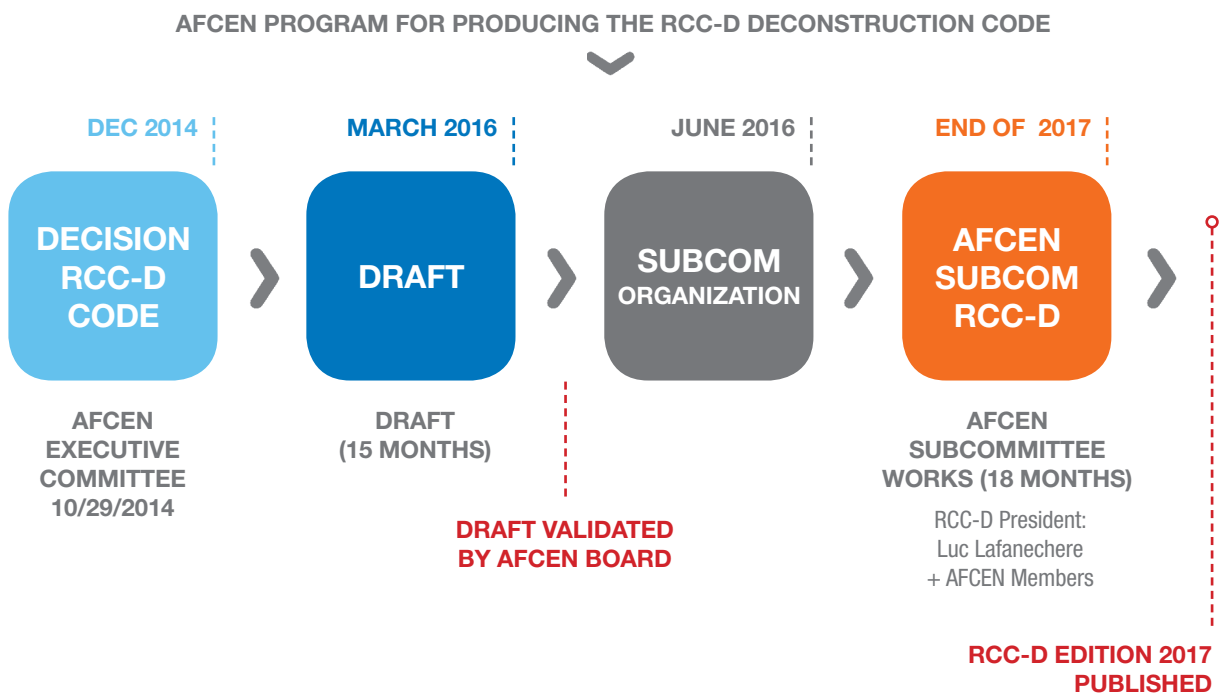 AFCEN PROGRAM FOR PRODUCING THE RCC-D DECONSTRUCTION CODE
DEC 2014
DECISION
RCC-D
CODE
AFCEN
EXECUTIVE
COMMITTEE
10/29/2014
MARCH 2016
DRAFT
DRAFT
(15 MONTHS)
DRAFT VALIDATED
BY AFCEN BOARD
JUNE 2016
SUBCOM
ORGANIZATION
END OF 2017
AFCEN
SUBCOM
RCC-D
AFCEN
SUBCOMMITTEE
WORKS (18 MONTHS)
RCC-D President:
Luc Lafanechere
+ AFCEN Members
RCC-D EDITION 2017
PUBLISHED